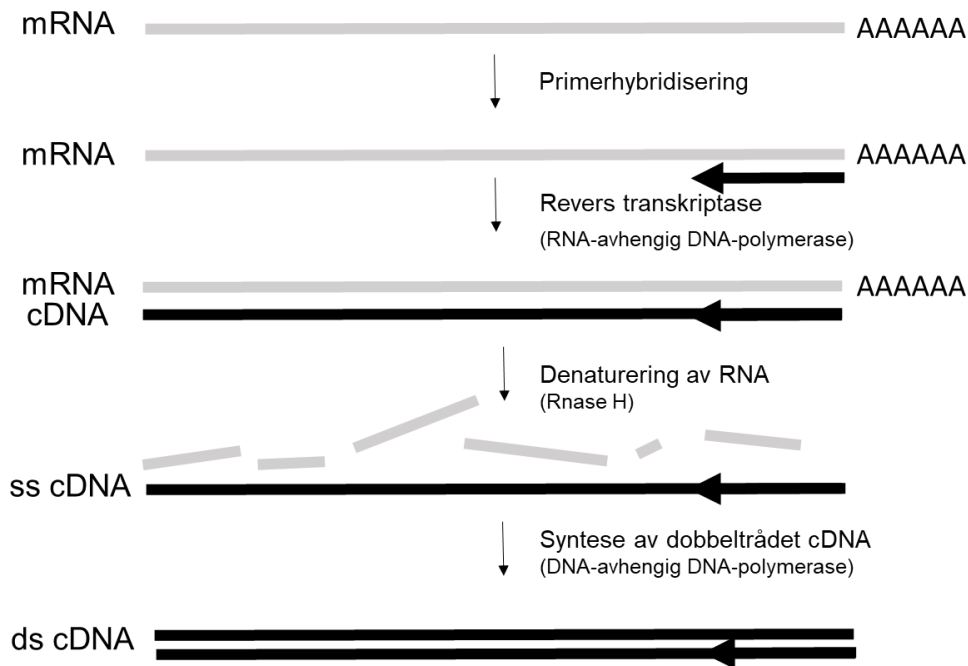 mRNA AAAAAA
Primerhybridisering
mRNA AAAAAA
Revers transkriptase
(RNA-avhengig DNA-polymerase)
mRNA AAAAAA
cDNA
Denaturering av RNA
(Rnase H)
ss cDNA
Syntese av dobbeltrådet cDNA
(DNA-avhengig DNA-polymerase)
ds cDNA